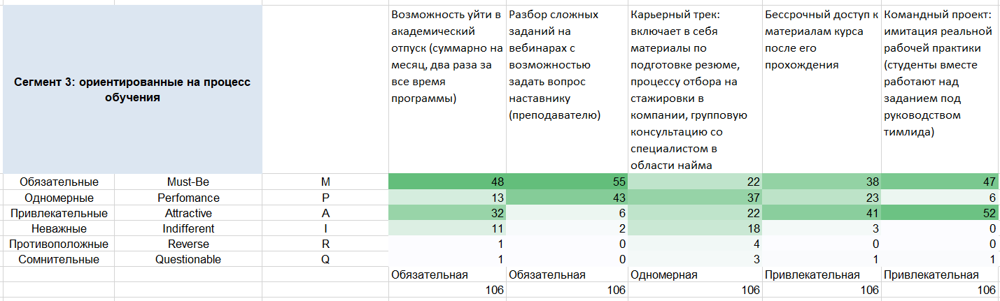 Сегмент 3: ориентированные на процесс
обучения
Возможность уйти в
академический
отпуск (суммарно на
месяц, два раза за
все время
программы)
Разбор сложных
заданий на
вебинарах с
возможностью
задать вопрос
наставнику
(преподавателю)
Карьерный трек:
включает в себя
материалы по
подготовке резюме,
процессу отбора на
стажировки в
компании, групповую
консультацию со
специалистом в
области найма
Бессрочный доступ к
материалам курса
после его
прохождения
Командный проект:
имитация реальной
рабочей практики
(студенты вместе
работают над
заданием под
руководством
тимлида)
Обязательные Must-Be M 48 55 22 38 47
Одномерные Perfomance P 13 43 37 23 6
Привлекательные Attractive A 32 6 22 41 52
Неважные Indifferent I 11 2 18 3 0
Противоположные Reverse R 1 0 4 0 0
Сомнительные Questionable Q 1 0 3 1 1
Обязательная Обязательная Одномерная Привлекательная Привлекательная
106 106 106 106 106